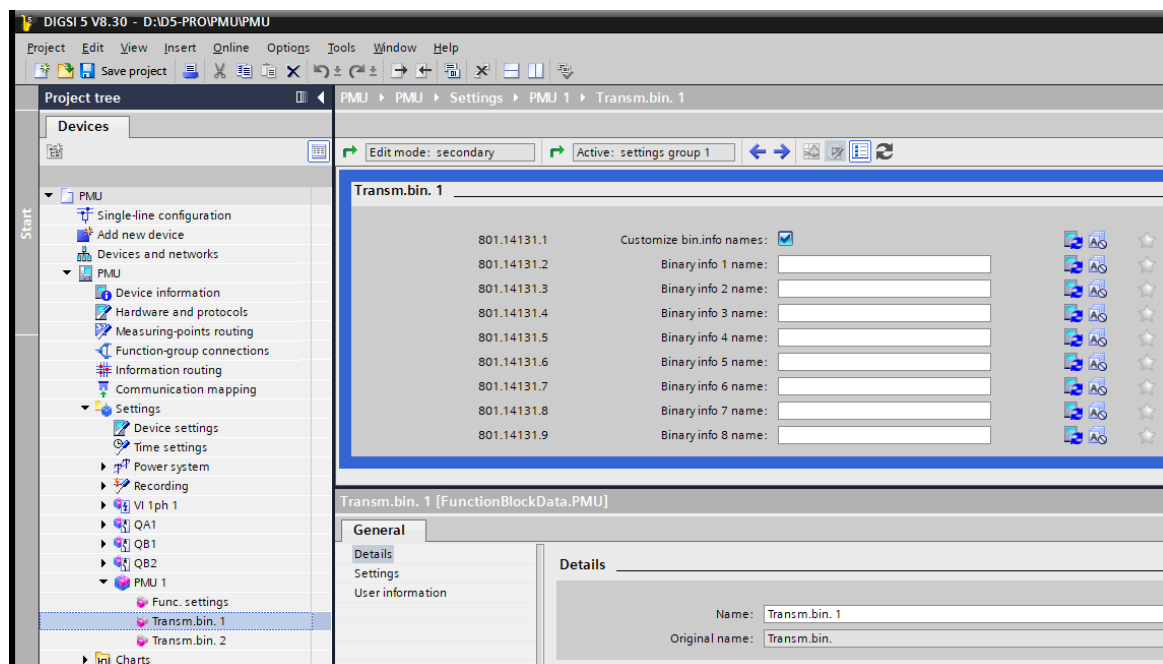 DIGSI 5 V8.30 - D:\D5-PRO\PMU\PMU
Project Edit View Insert Online Options Tools Window Help
Save project
Project tree
PMU ▸ PMU ▸ Settings ▸ PMU 1 ▸ Transm.bin. 1
Devices
Edit mode: secondary
Active: settings group 1
Start
PMU
Single-line configuration
Add new device
Devices and networks
PMU
Device information
Hardware and protocols
Measuring-points routing
Function-group connections
Information routing
Communication mapping
Settings
Device settings
Time settings
Power system
Recording
VI 1ph 1
QA1
QB1
QB2
PMU 1
Func. settings
Transm.bin. 1
Transm.bin. 2
Charts
Transm.bin. 1
801.14131.1 Customize bin.info names:
801.14131.2 Binary info 1 name:
801.14131.3 Binary info 2 name:
801.14131.4 Binary info 3 name:
801.14131.5 Binary info 4 name:
801.14131.6 Binary info 5 name:
801.14131.7 Binary info 6 name:
801.14131.8 Binary info 7 name:
801.14131.9 Binary info 8 name:
Transm.bin. 1 [FunctionBlockData.PMU]
General
Details
Settings
User information
Details
Name: Transm.bin. 1
Original name: Transm.bin.